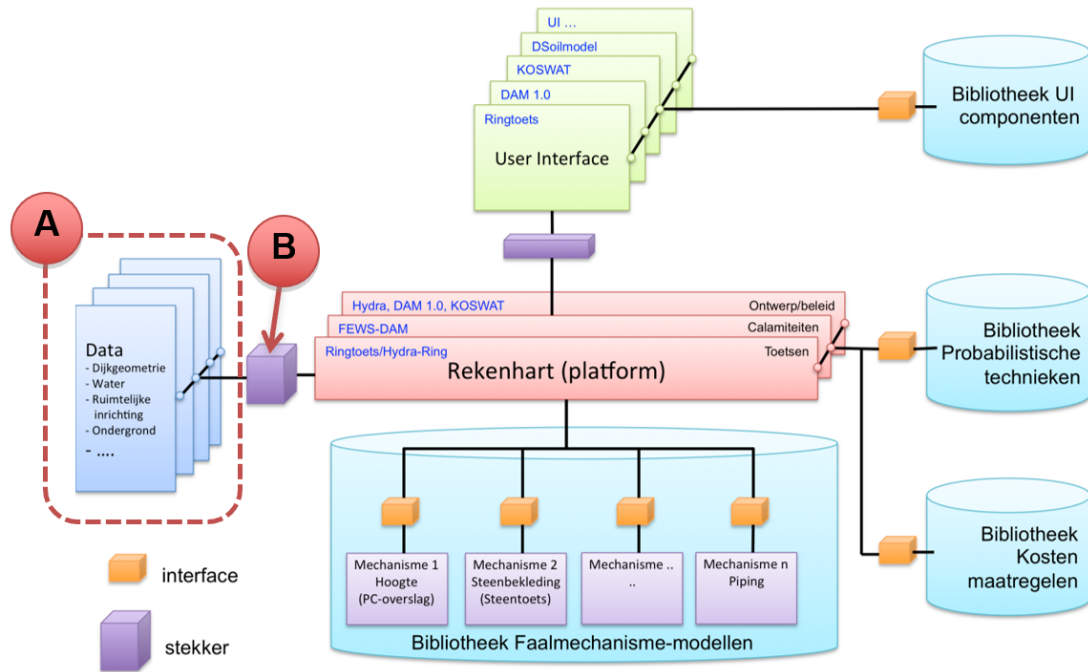 UI ...
DSoilmodel
KOSWAT
DAM 1.0
Ringtoets
User Interface
Bibliotheek UI
componenten
A
B
Data
- Dijkgeometrie
- Water
- Ruimtelijke
inrichting
- Ondergrond
- ....
Hydra, DAM 1.0, KOSWAT
Ontwerp/beleid
FEWS-DAM
Calamiteiten
Ringtoets/Hydra-Ring
Toetsen
Rekenhart (platform)
Bibliotheek
Probabilistische
technieken
Mechanisme 1
Hoogte
(PC-overslag)
Mechanisme 2
Steenbekleding
(Steentoets)
Mechanisme ..
..
Mechanisme n
Piping
Bibliotheek Faalmechanisme-modellen
Bibliotheek
Kosten
maatregelen
interface
stekker